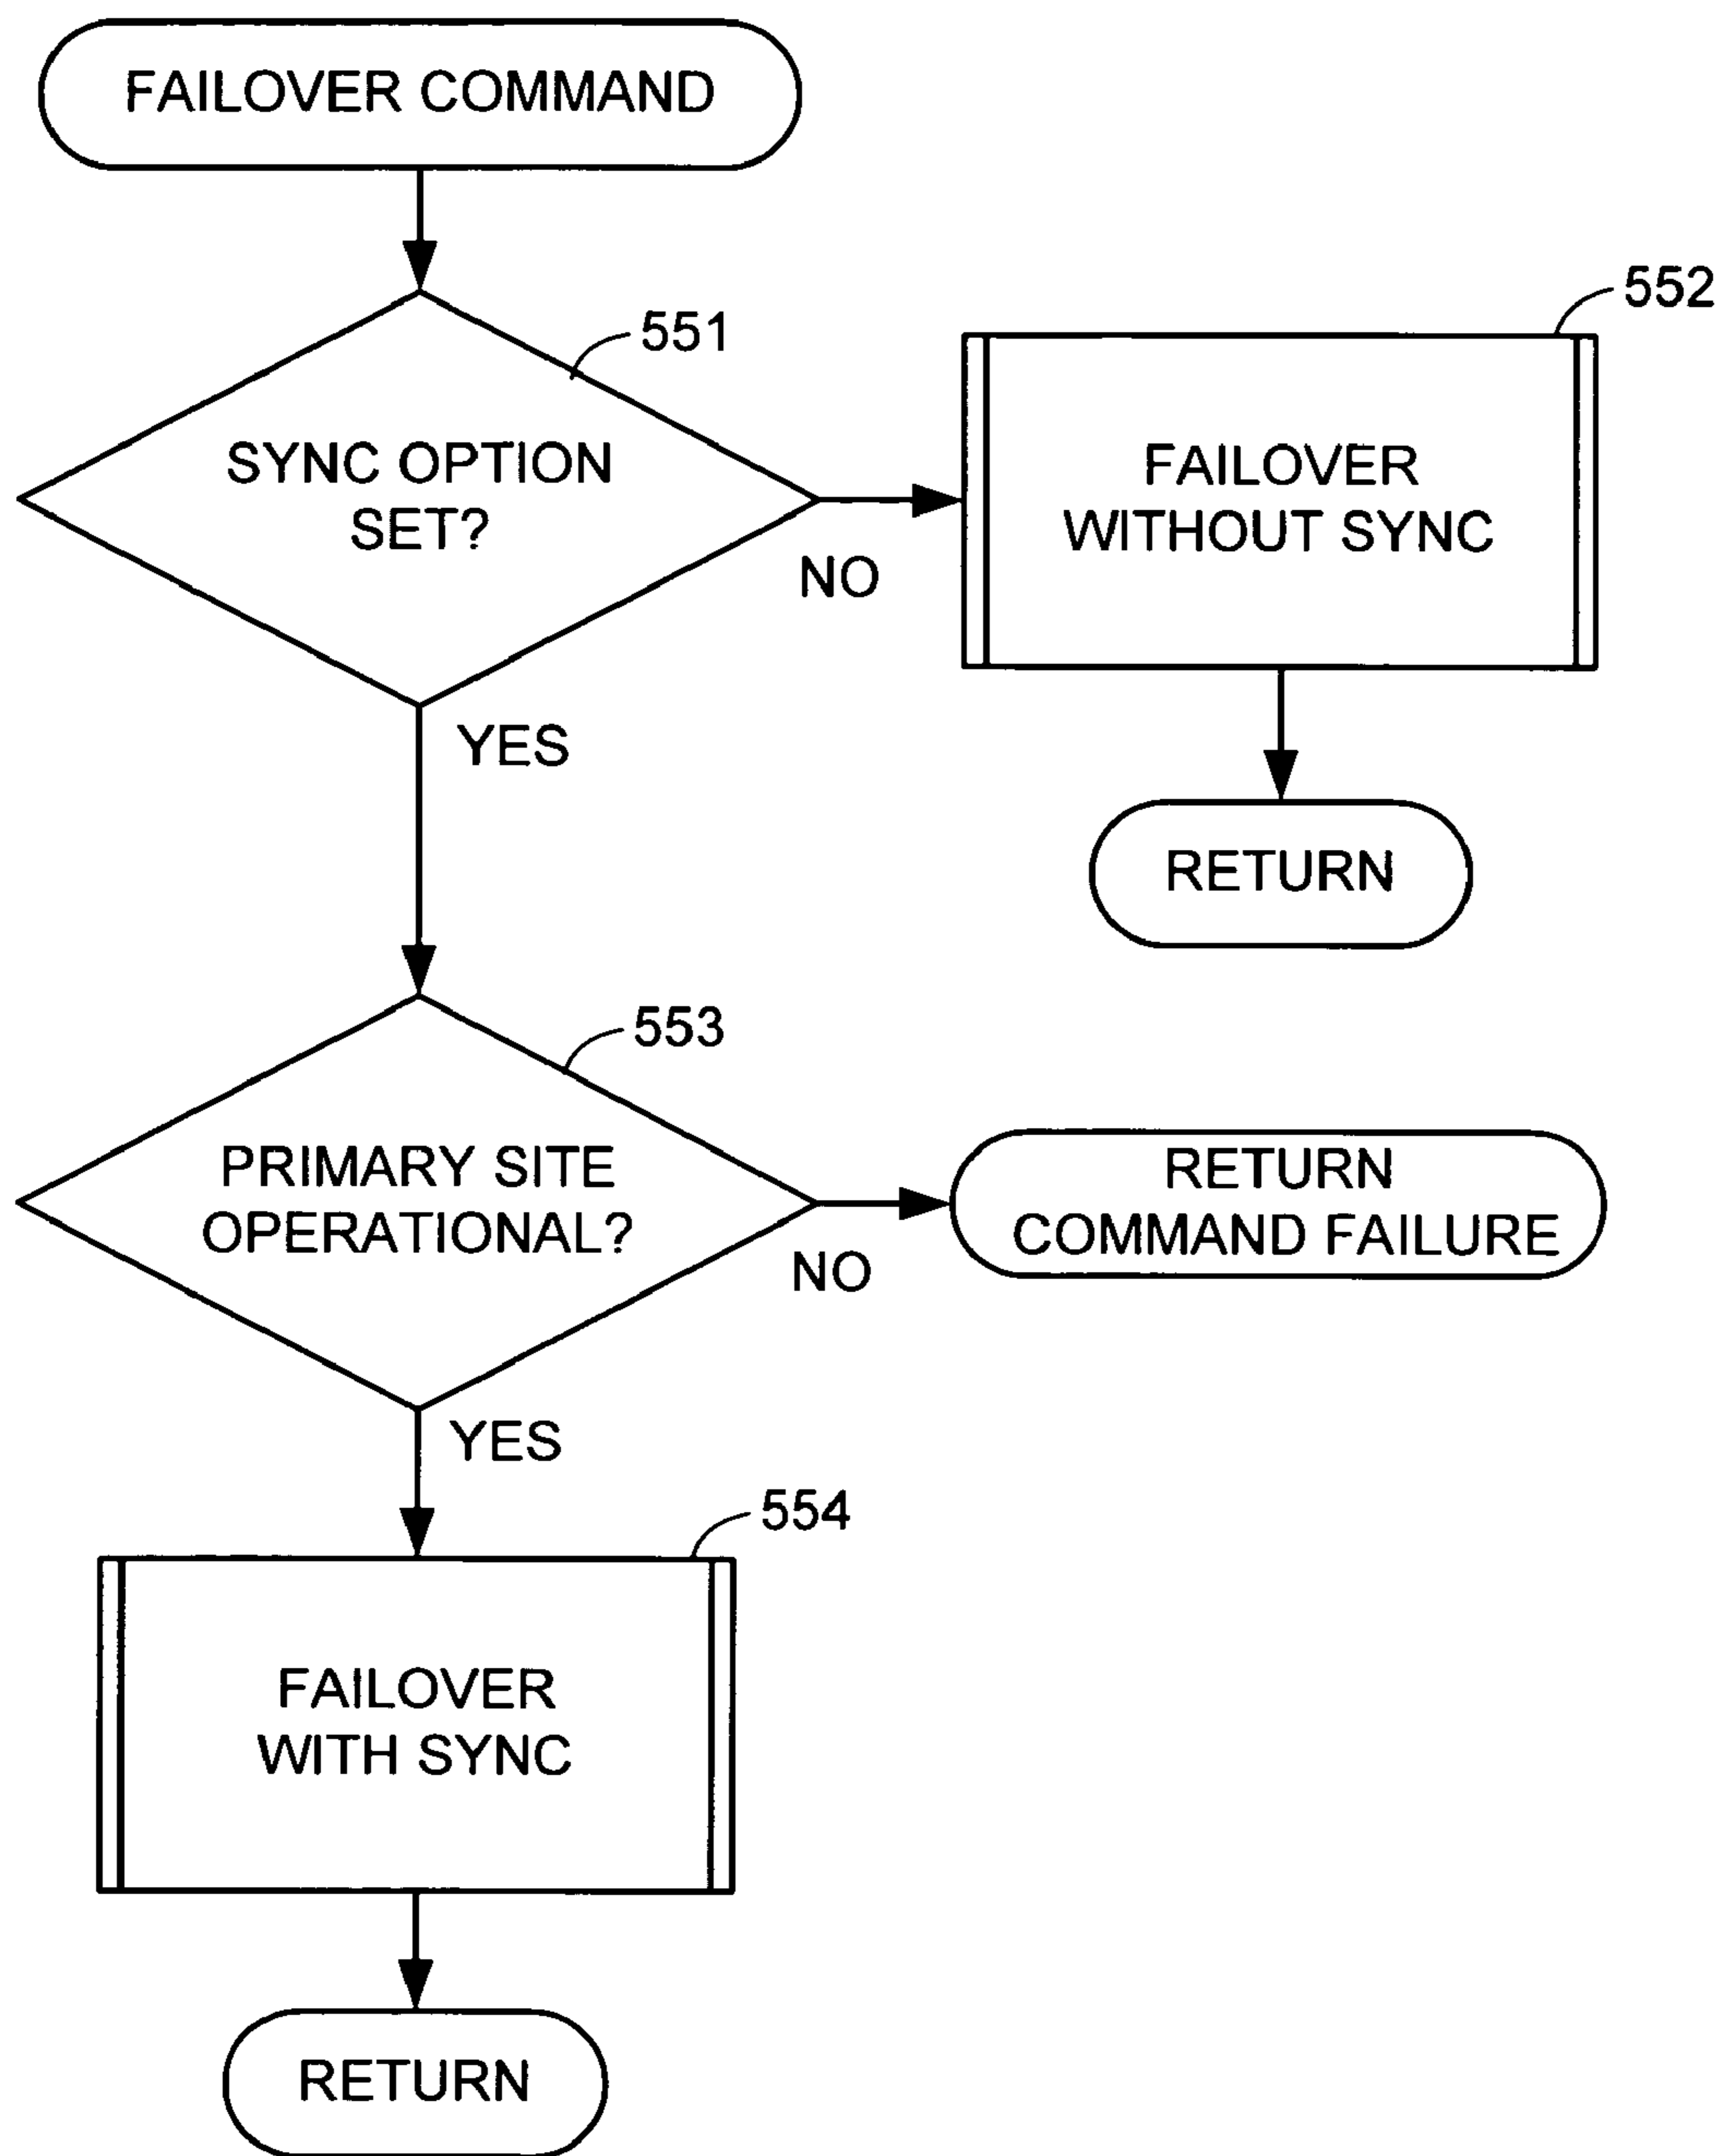 FAILOVER COMMAND
551
SYNC OPTION
SET?
NO
YES
552
FAILOVER
WITHOUT SYNC
RETURN
553
PRIMARY SITE
OPERATIONAL?
NO
YES
RETURN
COMMAND FAILURE
554
FAILOVER
WITH SYNC
RETURN